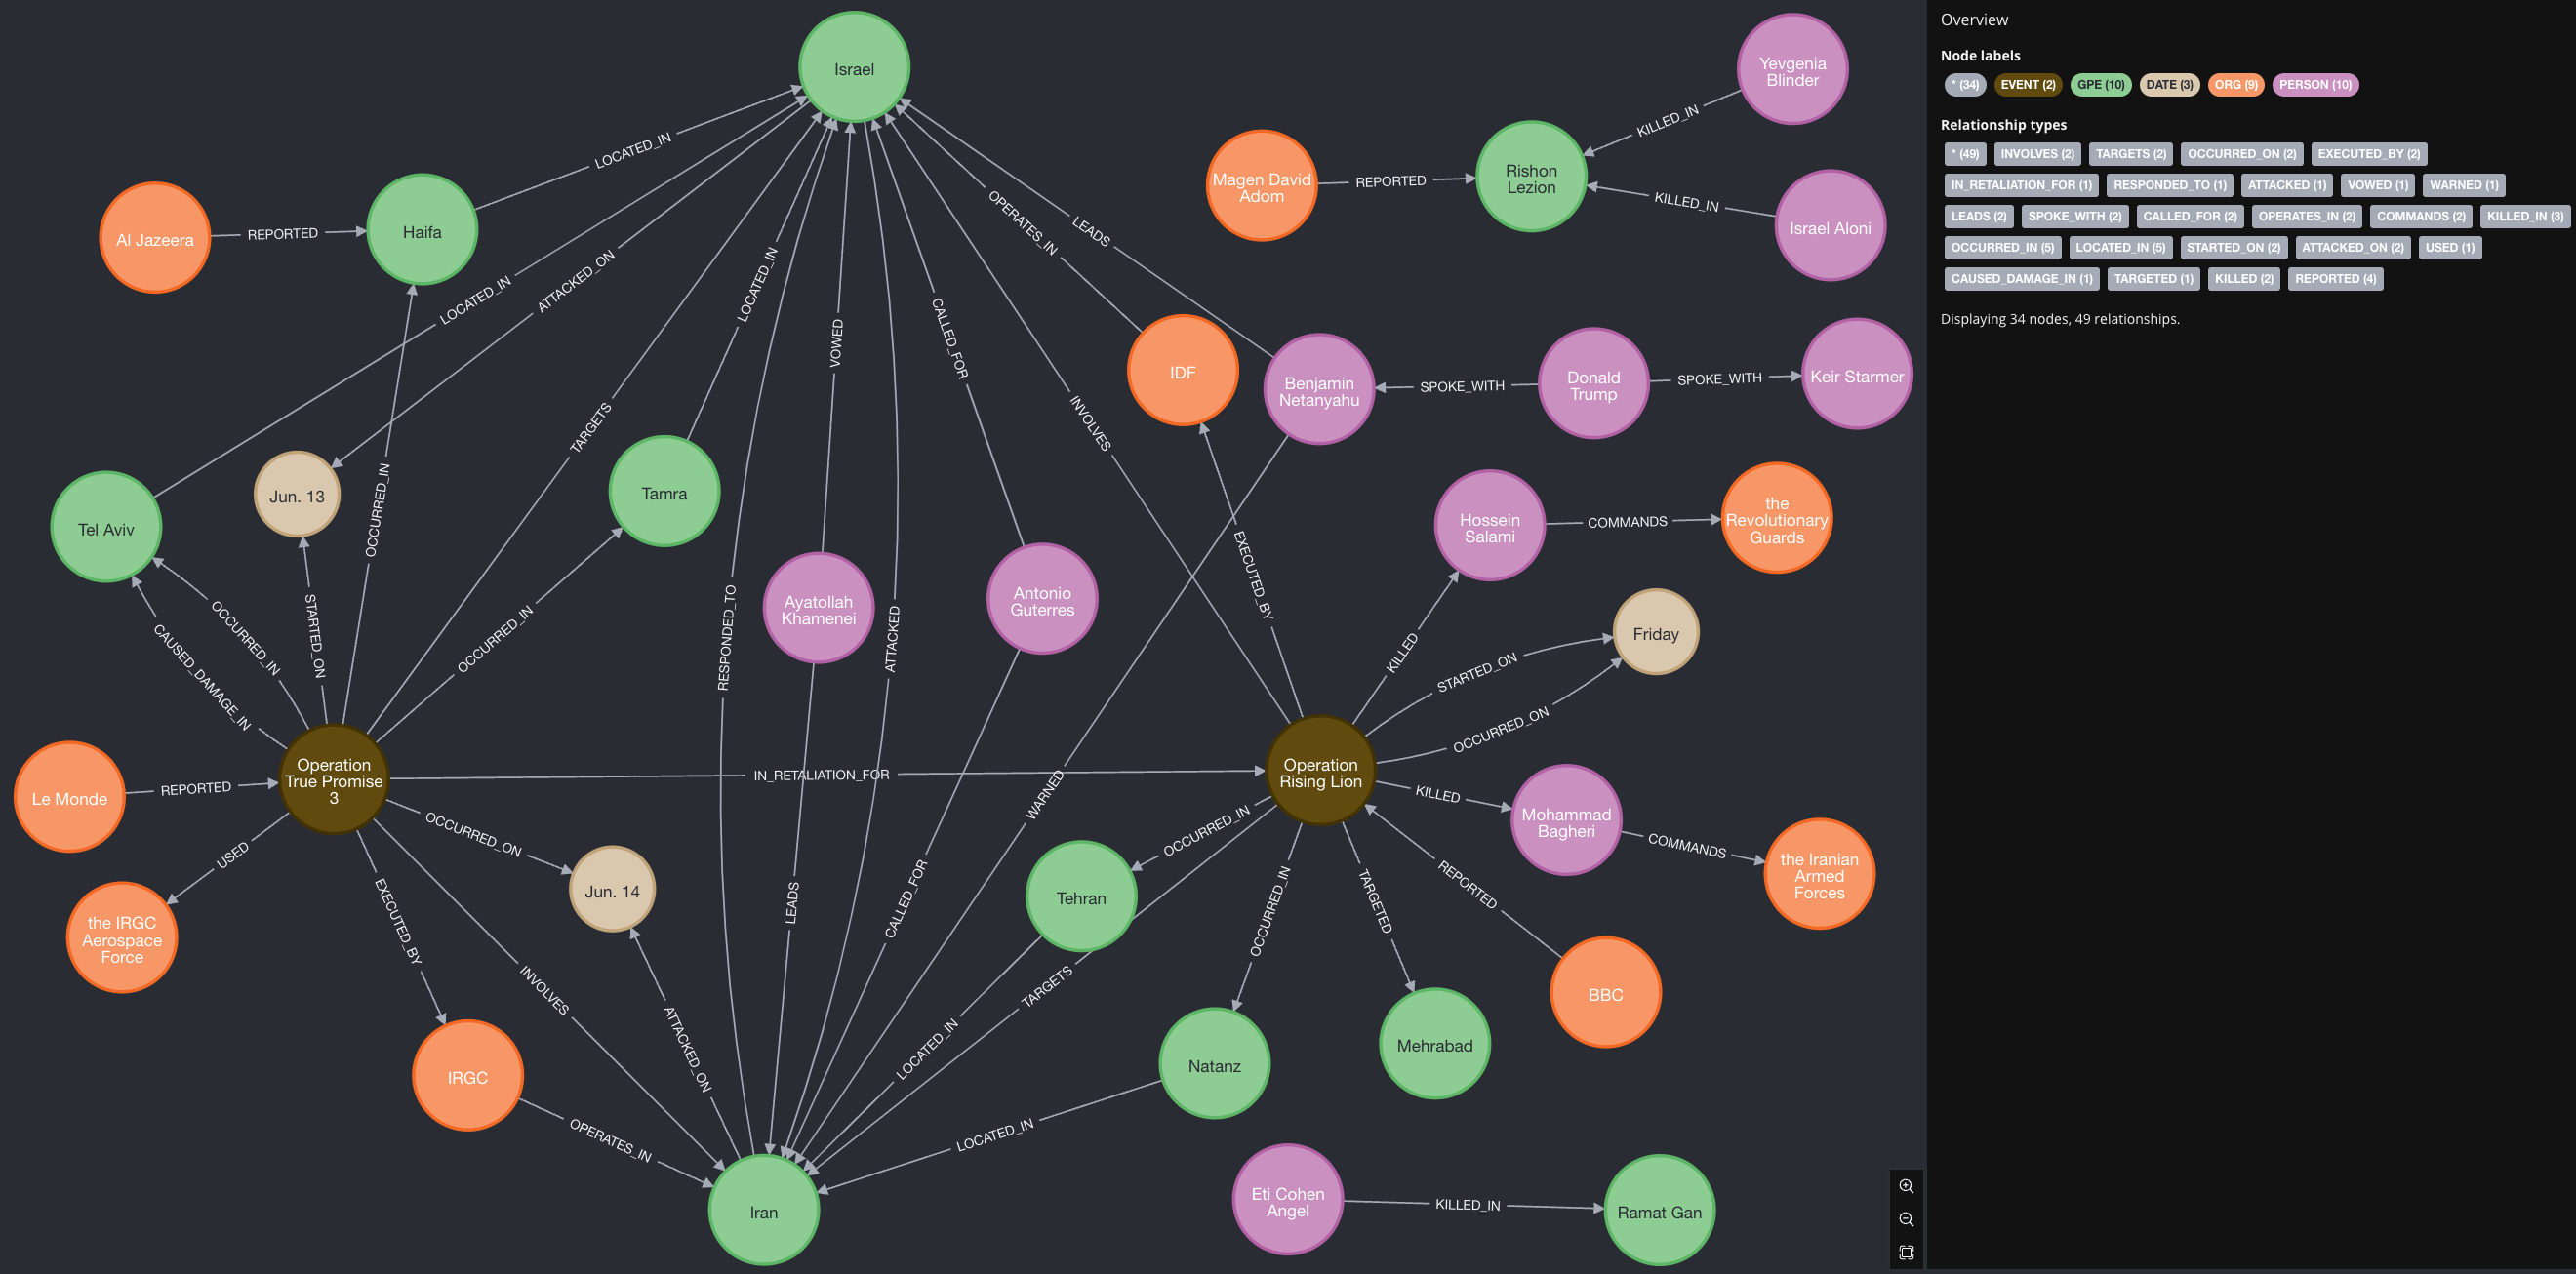 Israel
Yevgenia
Blinder
KILLED_IN
LOCATED_IN
Magen David
Adom
REPORTED
Rishon
Lezion
KILLED_IN
Israel Aloni
Al Jazeera
REPORTED
Haifa
OPERATES_IN
LEADS
LOCATED_IN
ATTACKED_ON
LOCATED_IN
VOWED
CALLED_FOR
IDF
Benjamin
Netanyahu
SPOKE_WITH
Donald
Trump
SPOKE_WITH
Keir Starmer
TARGETS
INVOLVES
Tel Aviv
Jun. 13
OCCURRED_IN
Tamra
Hossein
Salami
COMMANDS
the
Revolutionary
Guards
EXECUTED_BY
Ayatollah
Khamenei
Antonio
Guterres
CAUSED_DAMAGE_IN
OCCURRED_IN
STARTED_ON
OCCURRED_IN
RESPONDED_TO
ATTACKED
KILLED
STARTED_ON
Friday
OCCURRED_ON
Le Monde
REPORTED
Operation
True Promise
3
IN_RETALIATION_FOR
WARNED
Operation
Rising Lion
KILLED
Mohammad
Bagheri
COMMANDS
the Iranian
Armed
Forces
USED
OCCURRED_ON
the IRGC
Aerospace
Force
EXECUTED_BY
Jun. 14
LEADS
CALLED_FOR
Tehran
OCCURRED_IN
OCCURRED_IN
TARGETED
REPORTED
INVOLVES
TARGETS
BBC
IRGC
ATTACKED_ON
LOCATED_IN
Natanz
Mehrabad
OPERATES_IN
LOCATED_IN
Iran
Eti Cohen
Angel
KILLED_IN
Ramat Gan
Overview
Node labels
* (34) EVENT (2) GPE (10) DATE (3) ORG (9) PERSON (10)
Relationship types
* (49) INVOLVES (2) TARGETS (2) OCCURRED_ON (2) EXECUTED_BY (2)
IN_RETALIATION_FOR (1) RESPONDED_TO (1) ATTACKED (1) VOWED (1) WARNED (1)
LEADS (2) SPOKE_WITH (2) CALLED_FOR (2) OPERATES_IN (2) COMMANDS (2) KILLED_IN (3)
OCCURRED_IN (5) LOCATED_IN (5) STARTED_ON (2) ATTACKED_ON (2) USED (1)
CAUSED_DAMAGE_IN (1) TARGETED (1) KILLED (2) REPORTED (4)
Displaying 34 nodes, 49 relationships.